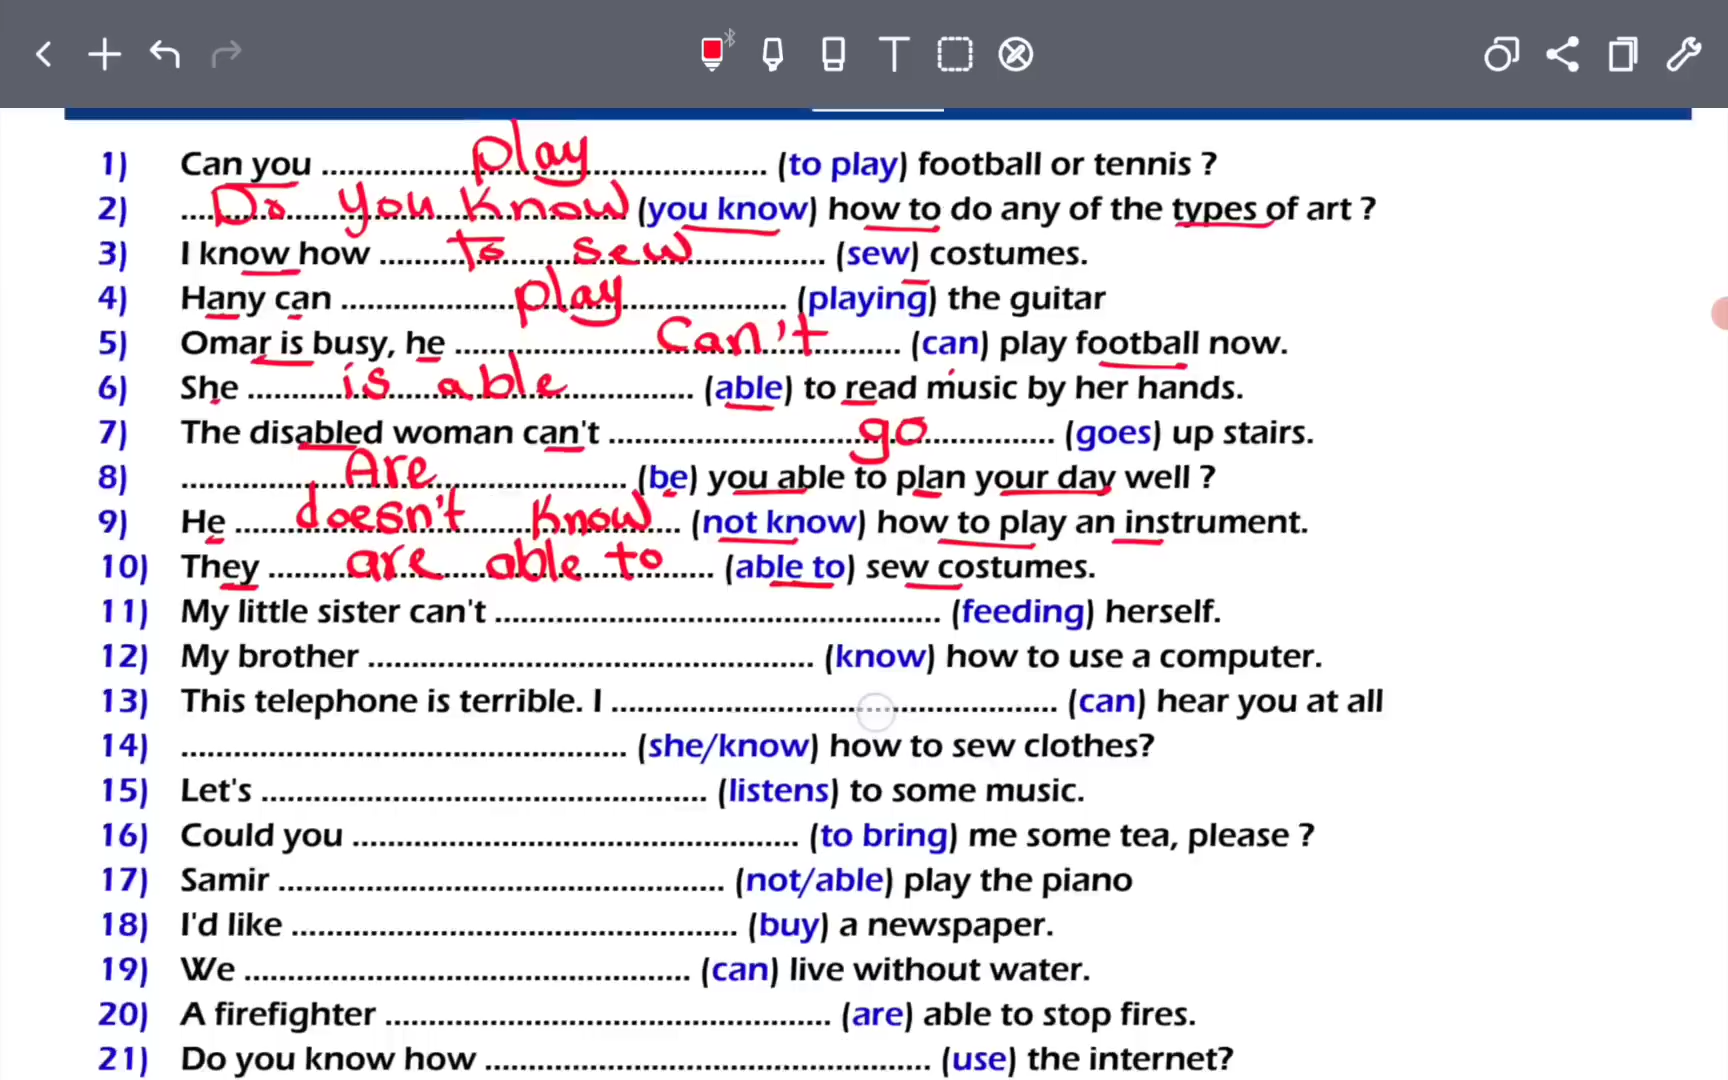 1) Can you ........ play ........ (to play) football or tennis ?
2) ........ Do you know ........ (you know) how to do any of the types of art ?
3) I know how ........ to sew ........ (sew) costumes.
4) Hany can ........ play ........ (playing) the guitar
5) Omar is busy, he ........ Can't ........ (can) play football now.
6) She ........ is able ........ (able) to read music by her hands.
7) The disabled woman can't ........ go ........ (goes) up stairs.
8) ........ Are ........ (be) you able to plan your day well ?
9) He ........ doesn't know ........ (not know) how to play an instrument.
10) They ........ are able to ........ (able to) sew costumes.
11) My little sister can't ........ (feeding) herself.
12) My brother ........ (know) how to use a computer.
13) This telephone is terrible. I ........ (can) hear you at all
14) ........ (she/know) how to sew clothes?
15) Let's ........ (listens) to some music.
16) Could you ........ (to bring) me some tea, please ?
17) Samir ........ (not/able) play the piano
18) I'd like ........ (buy) a newspaper.
19) We ........ (can) live without water.
20) A firefighter ........ (are) able to stop fires.
21) Do you know how ........ (use) the internet?